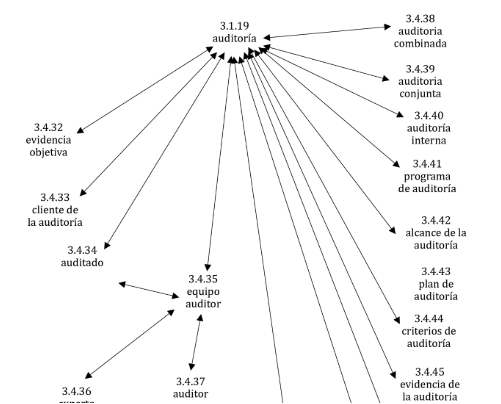 3.1.19
auditoría
3.4.38
auditoria
combinada
3.4.39
auditoria
conjunta
3.4.40
auditoría
interna
3.4.32
evidencia
objetiva
3.4.41
programa
de auditoría
3.4.33
cliente de
la auditoría
3.4.42
alcance de la
auditoría
3.4.34
auditado
3.4.35
equipo
auditor
3.4.43
plan de
auditoría
3.4.44
criterios de
auditoría
3.4.36
3.4.37
auditor
3.4.45
evidencia de
la auditoría